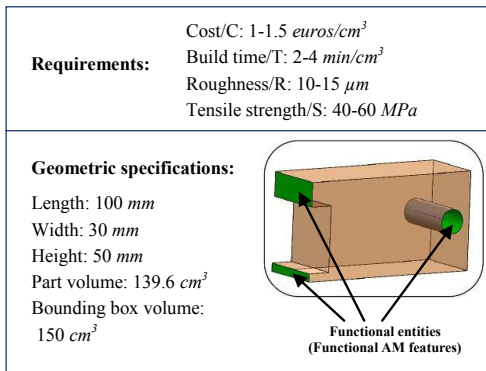 Requirements:
Cost/C: 1-1.5 euros/cm³
Build time/T: 2-4 min/cm³
Roughness/R: 10-15 µm
Tensile strength/S: 40-60 MPa
Geometric specifications:
Length: 100 mm
Width: 30 mm
Height: 50 mm
Part volume: 139.6 cm³
Bounding box volume:
150 cm³
Functional entities
(Functional AM features)